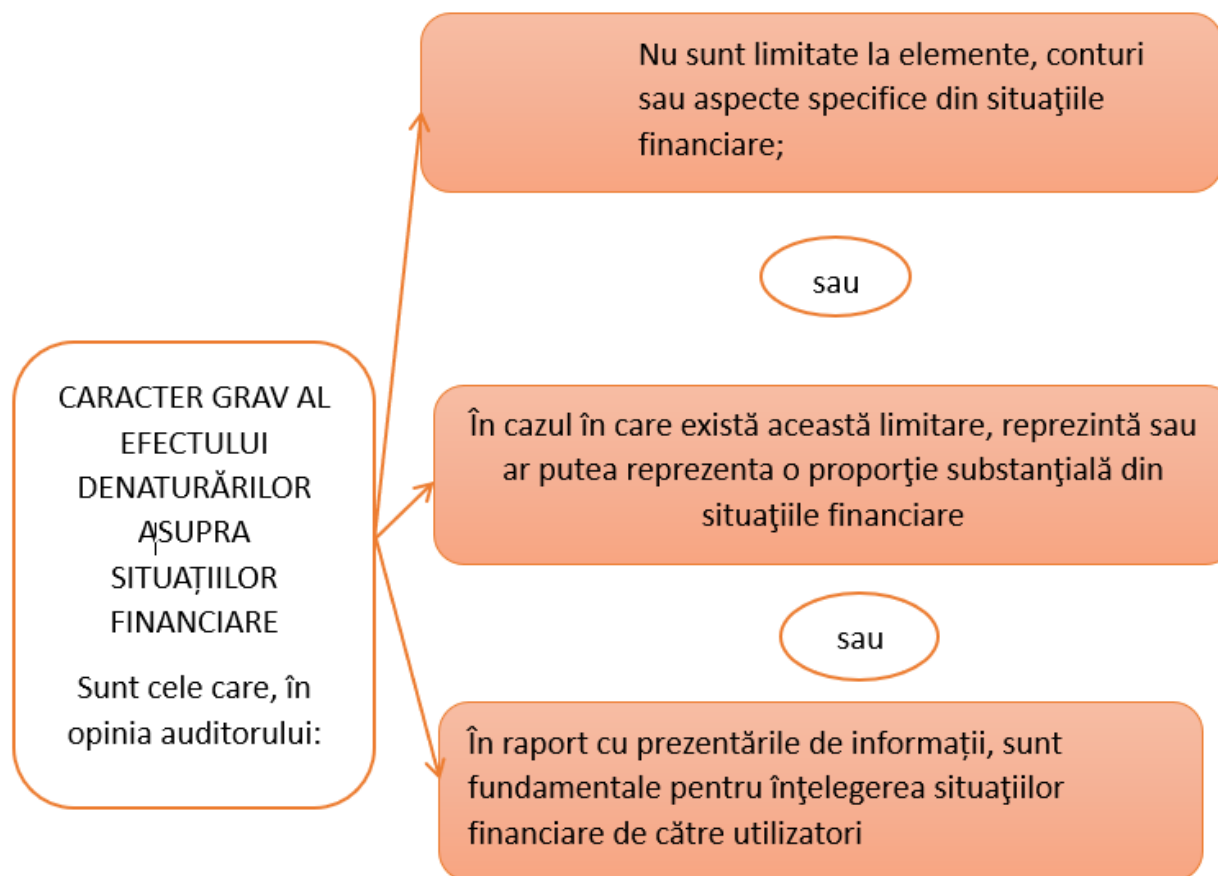 Nu sunt limitate la elemente, conturi
sau aspecte specifice din situaţiile
financiare;
sau
CARACTER GRAV AL
EFECTULUI
DENATURĂRILOR
ASUPRA
SITUAȚIILOR
FINANCIARE
Sunt cele care, în
opinia auditorului:
În cazul în care există această limitare, reprezintă sau
ar putea reprezenta o proporţie substanţială din
situaţiile financiare
sau
În raport cu prezentările de informații, sunt
fundamentale pentru înţelegerea situaţiilor
financiare de către utilizatori